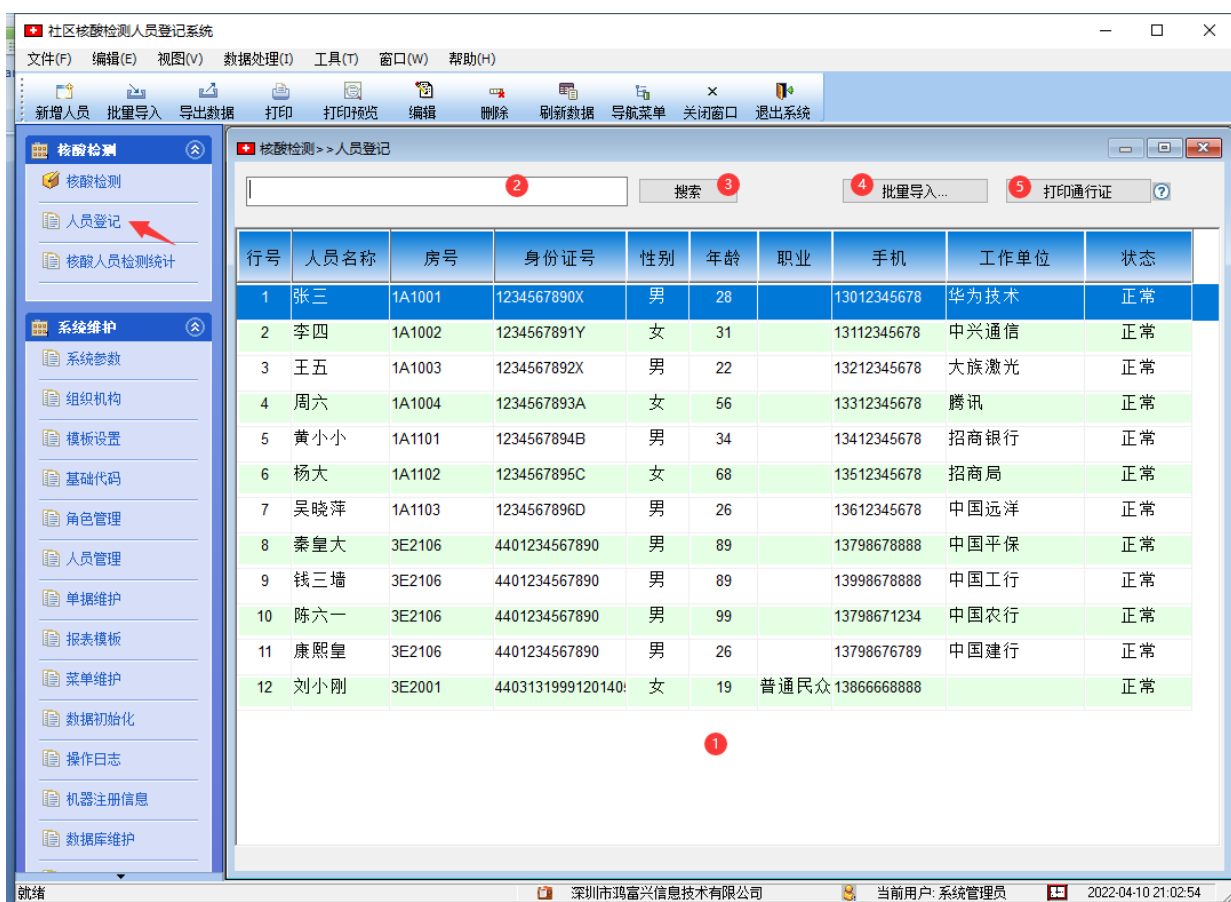 社区核酸检测人员登记系统
文件(F) 编辑(E) 视图(V) 数据处理(I) 工具(T) 窗口(W) 帮助(H)
新增人员 批量导入 导出数据 打印 打印预览 编辑 删除 刷新数据 导航菜单 关闭窗口 退出系统
核酸检测
核酸检测
人员登记
核酸人员检测统计
系统维护
系统参数
组织机构
模板设置
基础代码
角色管理
人员管理
单据维护
报表模板
菜单维护
数据初始化
操作日志
机器注册信息
数据库维护
核酸检测>>人员登记
2 搜索 3 4 批里导入... 5 打印通行证 ?
行号 人员名称 房号 身份证号 性别 年龄 职业 手机 工作单位 状态
1 张三 1A1001 1234567890X 男 28 13012345678 华为技术 正常
2 李四 1A1002 1234567891Y 女 31 13112345678 中兴通信 正常
3 王五 1A1003 1234567892X 男 22 13212345678 大族激光 正常
4 周六 1A1004 1234567893A 女 56 13312345678 腾讯 正常
5 黄小小 1A1101 1234567894B 男 34 13412345678 招商银行 正常
6 杨大 1A1102 1234567895C 女 68 13512345678 招商局 正常
7 吴晓萍 1A1103 1234567896D 男 26 13612345678 中国远洋 正常
8 秦皇大 3E2106 4401234567890 男 89 13798678888 中国平保 正常
9 钱三墙 3E2106 4401234567890 男 89 13998678888 中国工行 正常
10 陈六一 3E2106 4401234567890 男 99 13798671234 中国农行 正常
11 康熙皇 3E2106 4401234567890 男 26 13798676789 中国建行 正常
12 刘小刚 3E2001 44031319991201405 女 19 普通民众 13866668888 正常
1
就绪 深圳市鸿富兴信息技术有限公司 当前用户: 系统管理员 2022-04-10 21:02:54